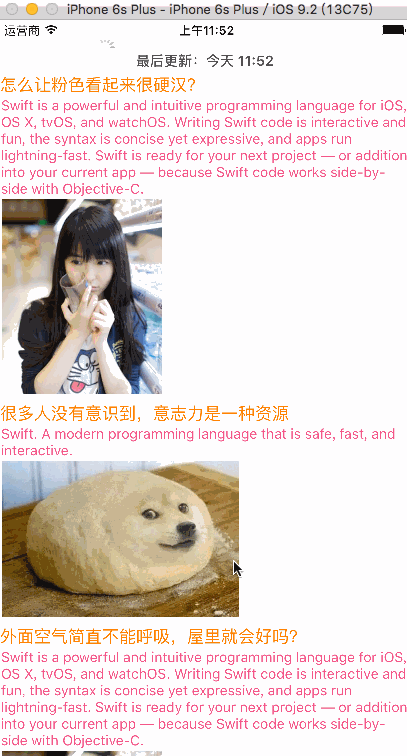 iPhone 6s Plus - iPhone 6s Plus / iOS 9.2 (13C75)
运营商 上午11:52
最后更新：今天 11:52
怎么让粉色看起来很硬汉？
Swift is a powerful and intuitive programming language for iOS,
OS X, tvOS, and watchOS. Writing Swift code is interactive and
fun, the syntax is concise yet expressive, and apps run
lightning-fast. Swift is ready for your next project — or addition
into your current app — because Swift code works side-by-
side with Objective-C.
很多人没有意识到，意志力是一种资源
Swift. A modern programming language that is safe, fast, and
interactive.
外面空气简直不能呼吸，屋里就会好吗？
Swift is a powerful and intuitive programming language for iOS,
OS X, tvOS, and watchOS. Writing Swift code is interactive and
fun, the syntax is concise yet expressive, and apps run
lightning-fast. Swift is ready for your next project — or addition
into your current app — because Swift code works side-by-
side with Objective-C.